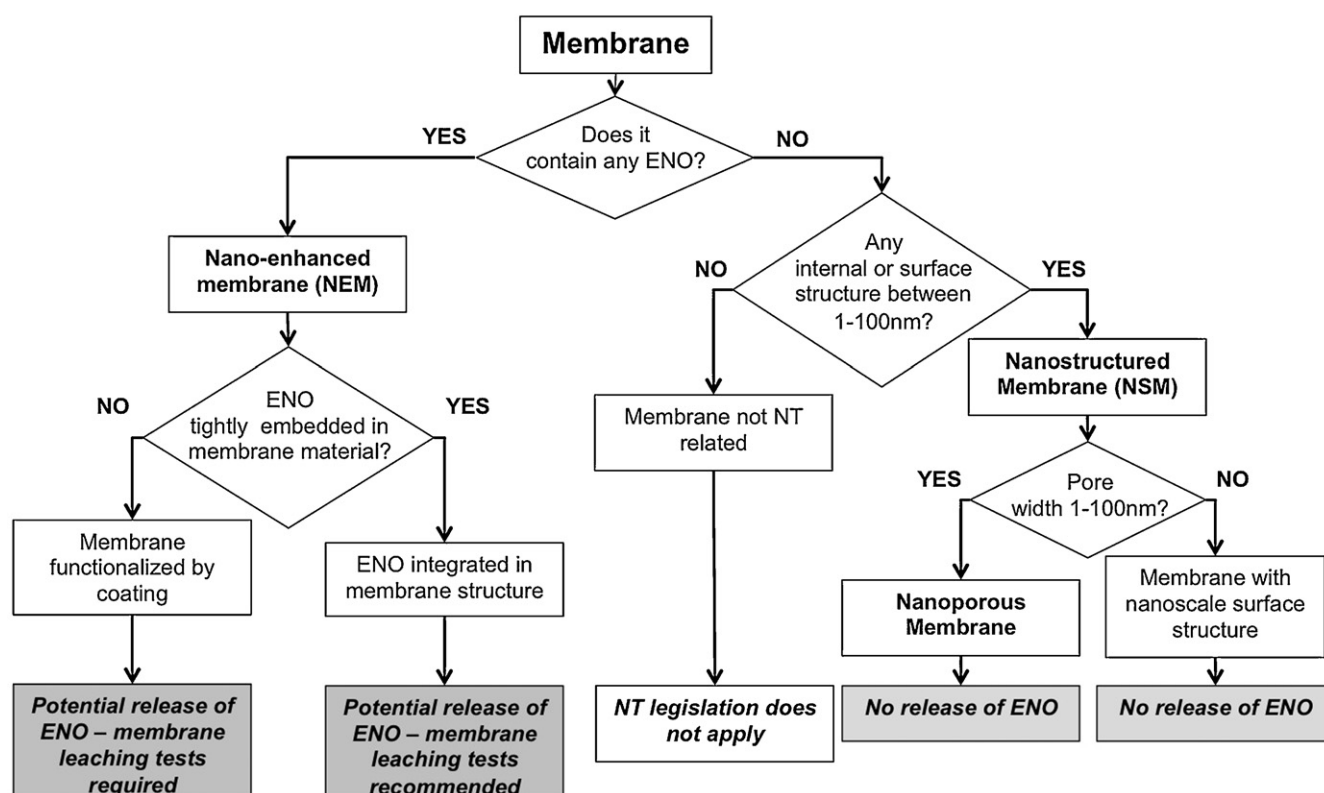 Membrane
Does it
contain any ENO?
YES
NO
Nano-enhanced
membrane (NEM)
Any
internal or surface
structure between
1-100nm?
NO
YES
Nanostructured
Membrane (NSM)
ENO
tightly embedded in
membrane material?
NO
YES
Membrane not NT
related
Pore
width 1-100nm?
YES
NO
Membrane
functionalized by
coating
ENO integrated in
membrane structure
Nanoporous
Membrane
Membrane with
nanoscale surface
structure
Potential release of
ENO – membrane
leaching tests
required
Potential release of
ENO – membrane
leaching tests
recommended
NT legislation does
not apply
No release of ENO
No release of ENO